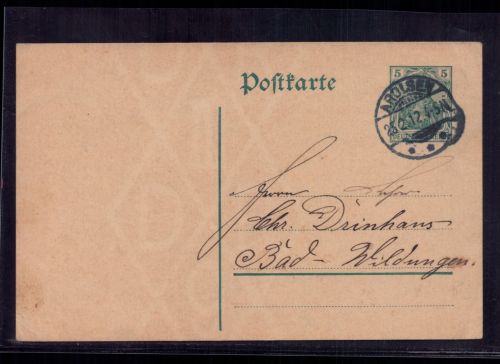 Postkarte
5 5
AROLSEN
Herrn
Chr. Drinhaus
Bad-Wildungen.